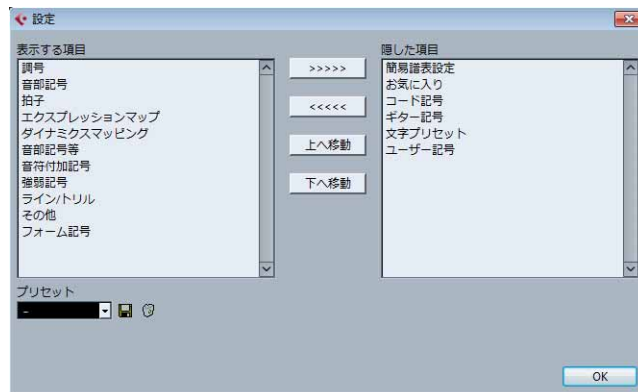 設定
表示する項目
調号
音部記号
拍子
エクスプレッションマップ
ダイナミクスマッピング
音部記号等
音符付加記号
強弱記号
ライン/トリル
その他
フォーム記号
>>>>>
<<<<<
上へ移動
下へ移動
隠した項目
簡易譜表設定
お気に入り
コード記号
ギター記号
文字プリセット
ユーザー記号
プリセット
-
OK